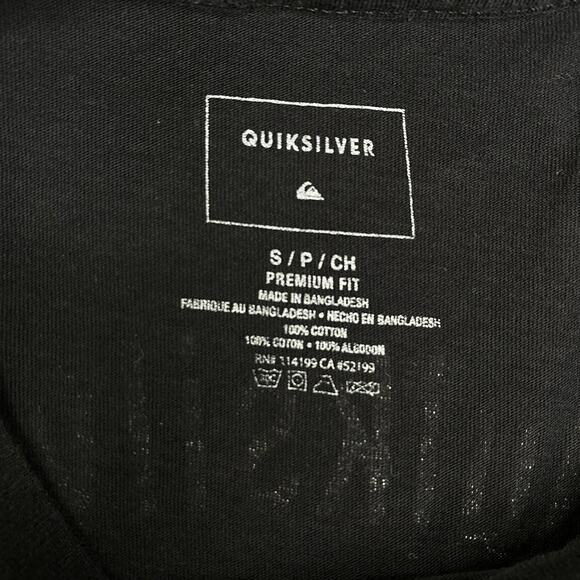 QUIKSILVER
S / P / CH
PREMIUM FIT
MADE IN BANGLADESH
FABRIQUE AU BANGLADESH • HECHO EN BANGLADESH
100% COTTON
100% COTON • 100% ALGODON
RN# 114199 CA #52199